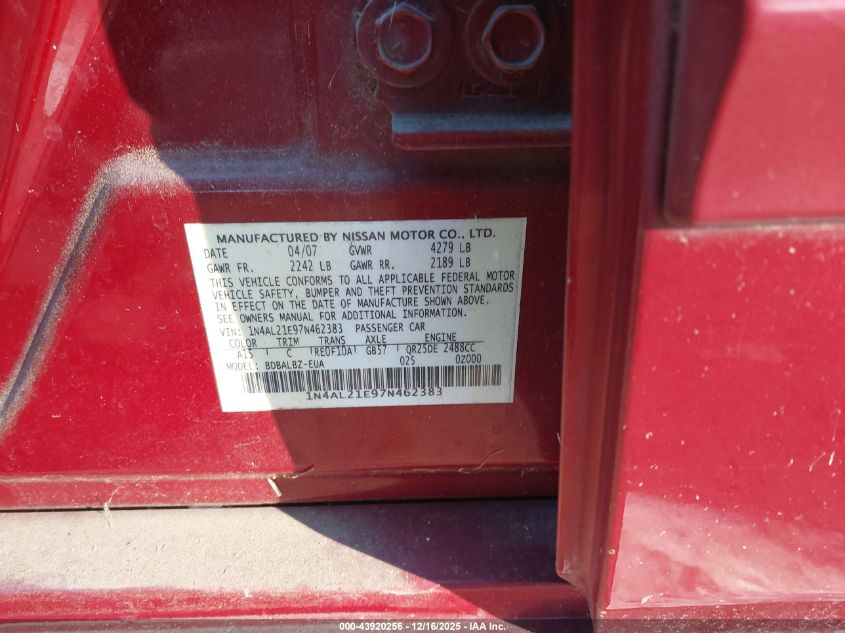 MANUFACTURED BY NISSAN MOTOR CO., LTD.
DATE 04/07 GVWR 4279 LB
GAWR FR. 2242 LB GAWR RR. 2189 LB
THIS VEHICLE CONFORMS TO ALL APPLICABLE FEDERAL MOTOR
VEHICLE SAFETY, BUMPER AND THEFT PREVENTION STANDARDS
IN EFFECT ON THE DATE OF MANUFACTURE SHOWN ABOVE.
SEE OWNERS MANUAL FOR ADDITIONAL INFORMATION.
VIN: 1N4AL21E97N462383 PASSENGER CAR
COLOR TRIM TRANS AXLE ENGINE
A15 C RE0F10A GB57 QR25DE 2488CC
MODEL: BDBALBZ-EUA 025 0Z000
1N4AL21E97N462383
000-43920256 - 12/16/2025 - IAA Inc.